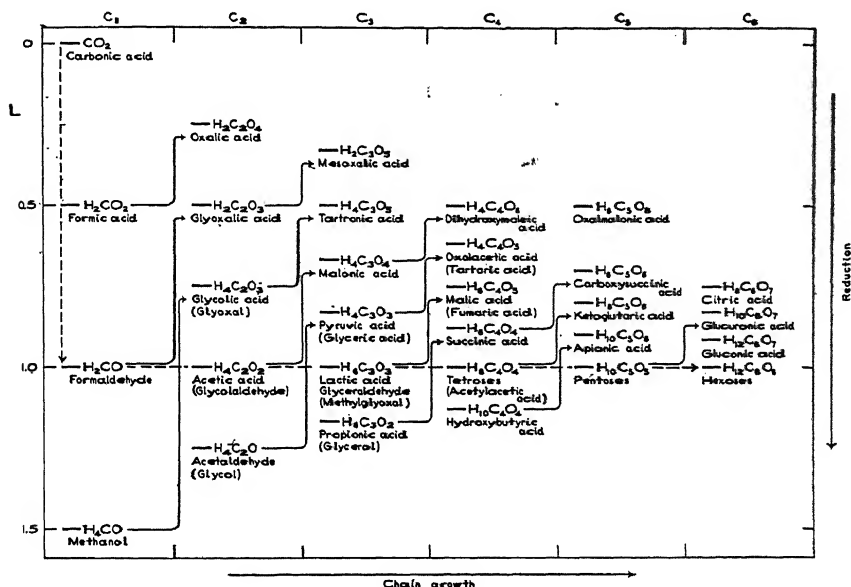 C₁ C₂ C₃ C₄ C₅ C₆
0
L
0.5
1.0
1.5
CO₂
Carbonic acid
H₂CO₂
Formic acid
H₂CO
Formaldehyde
H₄CO
Methanol
H₂C₂O₄
Oxalic acid
H₂C₂O₃
Glyoxalic acid
H₄C₂O₃
Glycolic acid
(Glyoxal)
H₄C₂O₂
Acetic acid
(Glycolaldehyde)
H₄C₂O
Acetaldehyde
(Glycol)
H₂C₃O₅
Mesoxalic acid
H₄C₃O₅
Tartronic acid
H₄C₃O₄
Malonic acid
H₄C₃O₃
Pyruvic acid
(Glyceric acid)
H₆C₃O₃
Lactic acid
Glyceraldehyde
(Methylglyoxal)
H₆C₃O₂
Propionic acid
(Glycerol)
H₄C₄O₆
Dihydroxymaleic
acid
H₄C₄O₅
Oxalacetic acid
(Tartaric acid)
H₆C₄O₅
Malic acid
(Fumaric acid)
H₆C₄O₄
Succinic acid
H₈C₄O₄
Tetroses
(Acetylacetic
acid)
H₁₀C₄O₄
Hydroxybutyric
acid
H₆C₅O₈
Oxalmalonic acid
H₈C₅O₆
Carboxysuccinic
acid
H₈C₅O₆
Ketoglutaric acid
H₁₀C₅O₆
Apionic acid
H₁₀C₅O₅
Pentoses
H₈C₆O₇
Citric acid
H₁₀C₆O₇
Glucuronic acid
H₁₂C₆O₇
Gluconic acid
H₁₂C₆O₆
Hexoses
Reduction
Chain growth